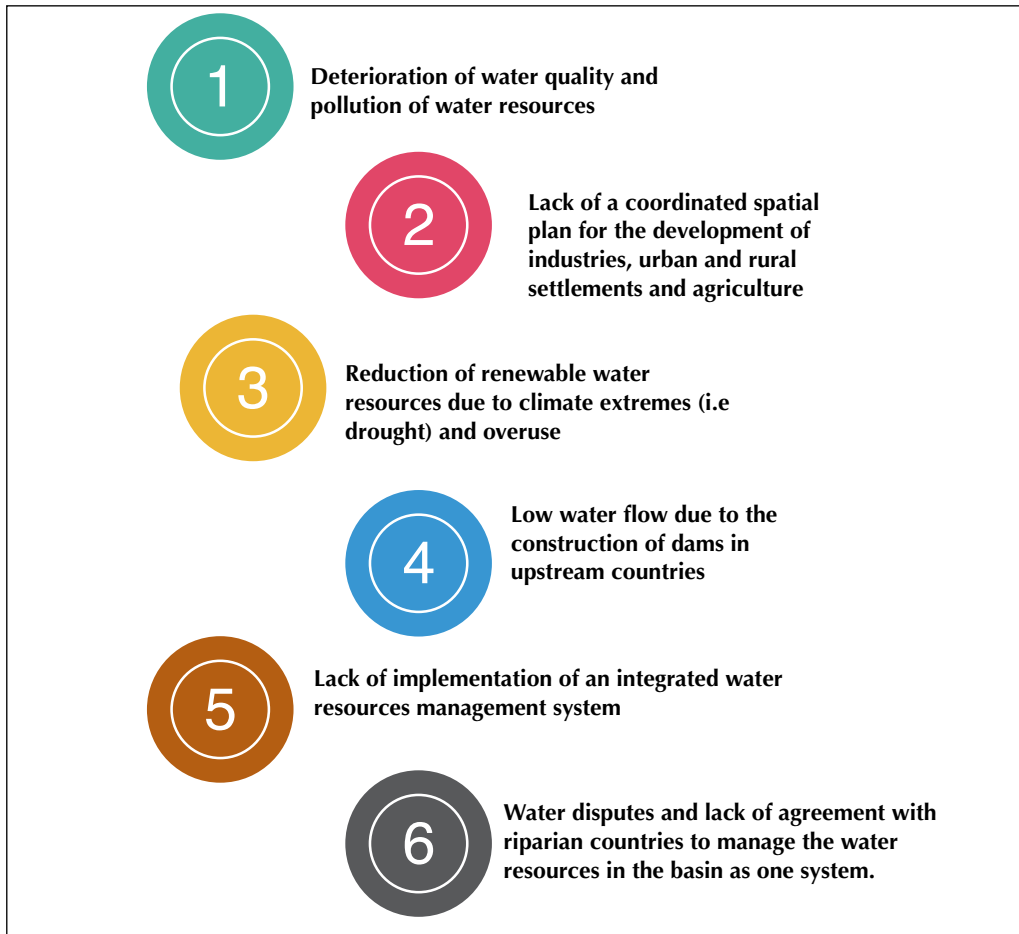 1
Deterioration of water quality and
pollution of water resources
2
Lack of a coordinated spatial
plan for the development of
industries, urban and rural
settlements and agriculture
3
Reduction of renewable water
resources due to climate extremes (i.e
drought) and overuse
4
Low water flow due to the
construction of dams in
upstream countries
5
Lack of implementation of an integrated water
resources management system
6
Water disputes and lack of agreement with
riparian countries to manage the water
resources in the basin as one system.